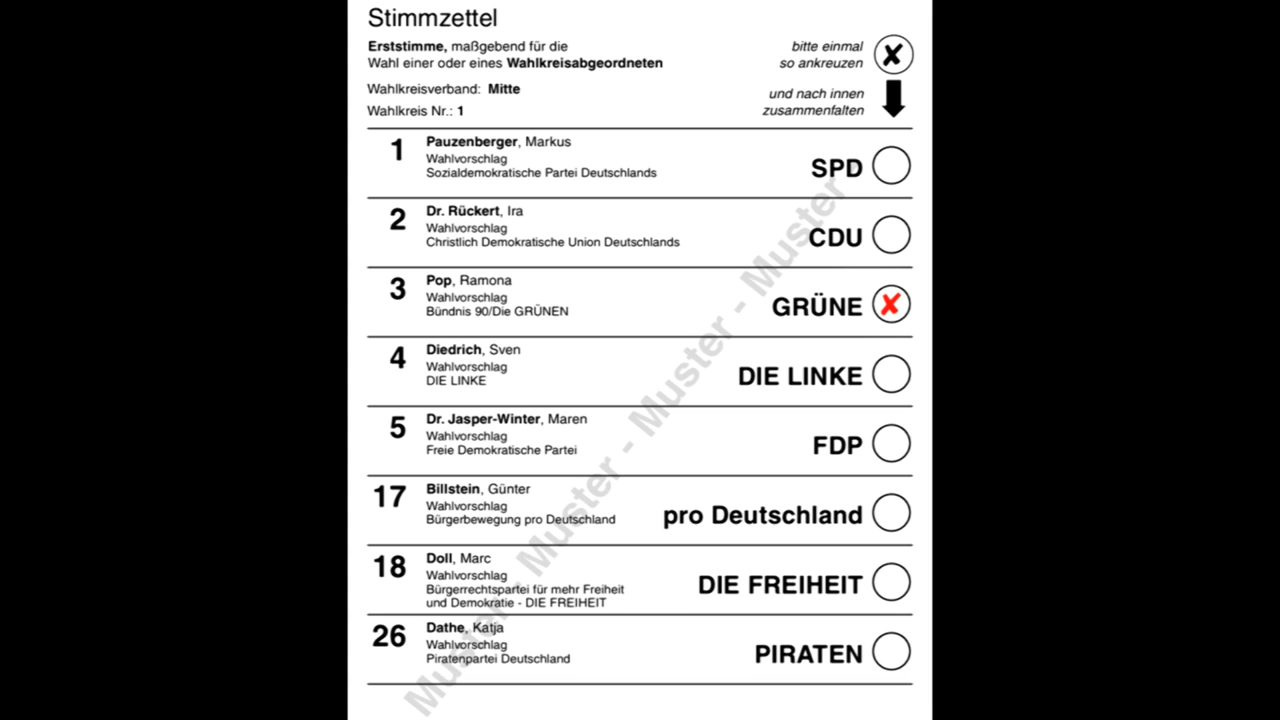 Stimmzettel
Erststimme, maßgebend für die
Wahl einer oder eines Wahlkreisabgeordneten
Wahlkreisverband: Mitte
Wahlkreis Nr.: 1
bitte einmal
so ankreuzen
und nach innen
zusammenfalten
1 Pauzenberger, Markus
Wahlvorschlag
Sozialdemokratische Partei Deutschlands
SPD
2 Dr. Rückert, Ira
Wahlvorschlag
Christlich Demokratische Union Deutschlands
CDU
3 Pop, Ramona
Wahlvorschlag
Bündnis 90/Die GRÜNEN
GRÜNE
4 Diedrich, Sven
Wahlvorschlag
DIE LINKE
DIE LINKE
5 Dr. Jasper-Winter, Maren
Wahlvorschlag
Freie Demokratische Partei
FDP
17 Billstein, Günter
Wahlvorschlag
Bürgerbewegung pro Deutschland
pro Deutschland
18 Doll, Marc
Wahlvorschlag
Bürgerrechtspartei für mehr Freiheit
und Demokratie - DIE FREIHEIT
DIE FREIHEIT
26 Dathe, Katja
Wahlvorschlag
Piratenpartei Deutschland
PIRATEN
Muster - Muster - Muster - Muster